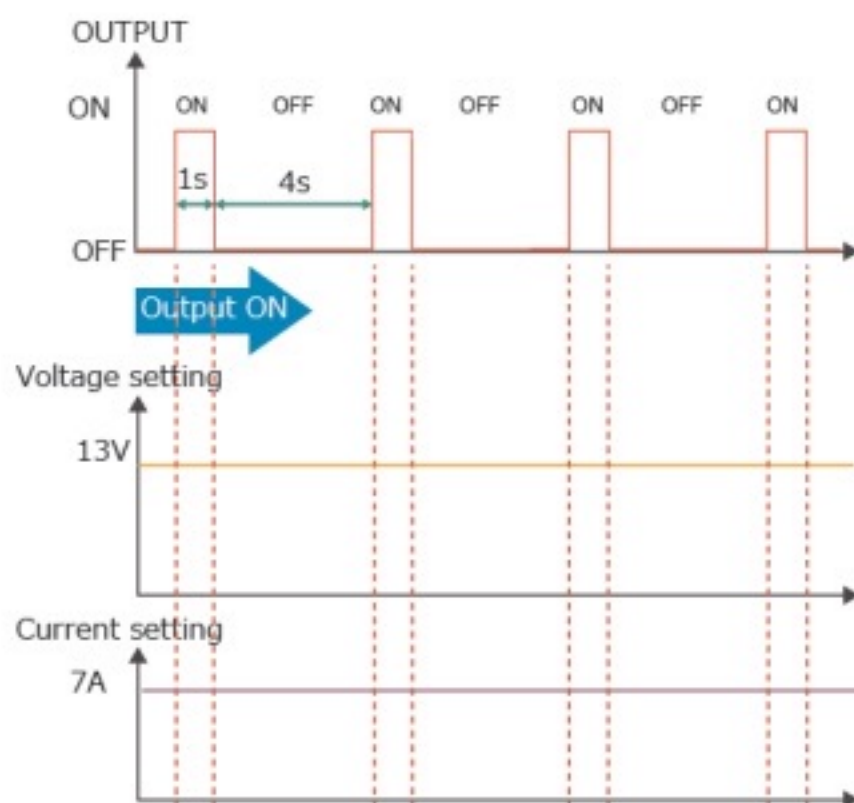 OUTPUT
ON
ON OFF ON OFF ON OFF ON
1s 4s
OFF
Output ON
Voltage setting
13V
Current setting
7A